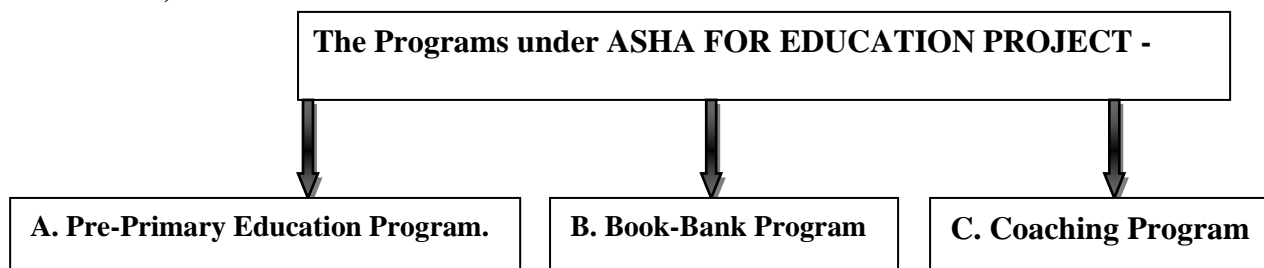 The Programs under ASHA FOR EDUCATION PROJECT -
A. Pre-Primary Education Program.
B. Book-Bank Program
C. Coaching Program